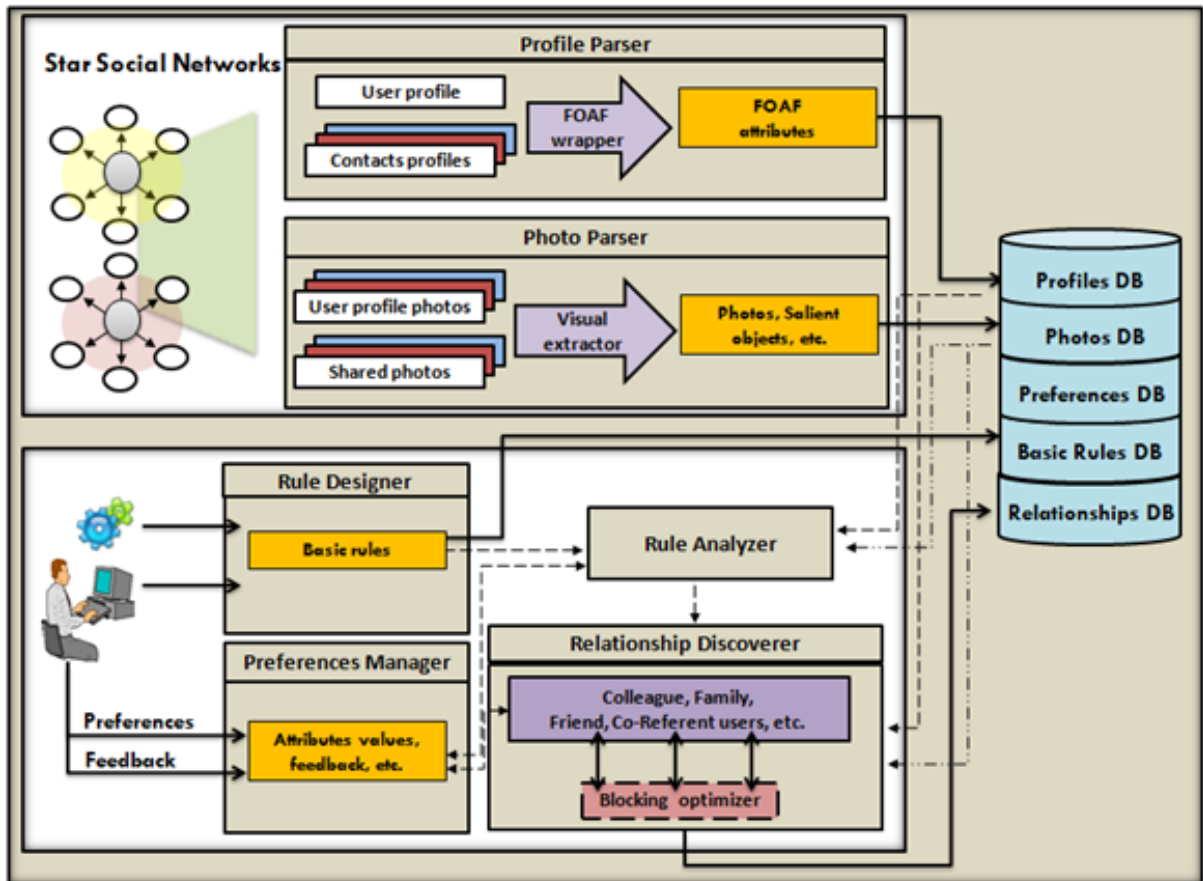 Star Social Networks
Profile Parser
User profile
Contacts profiles
FOAF
wrapper
FOAF
attributes
Photo Parser
User profile photos
Shared photos
Visual
extractor
Photos, Salient
objects, etc.
Profiles DB
Photos DB
Preferences DB
Basic Rules DB
Relationships DB
Rule Designer
Basic rules
Rule Analyzer
Preferences Manager
Preferences
Feedback
Attributes values,
feedback, etc.
Relationship Discoverer
Colleague, Family,
Friend, Co-Referent users, etc.
Blocking optimizer